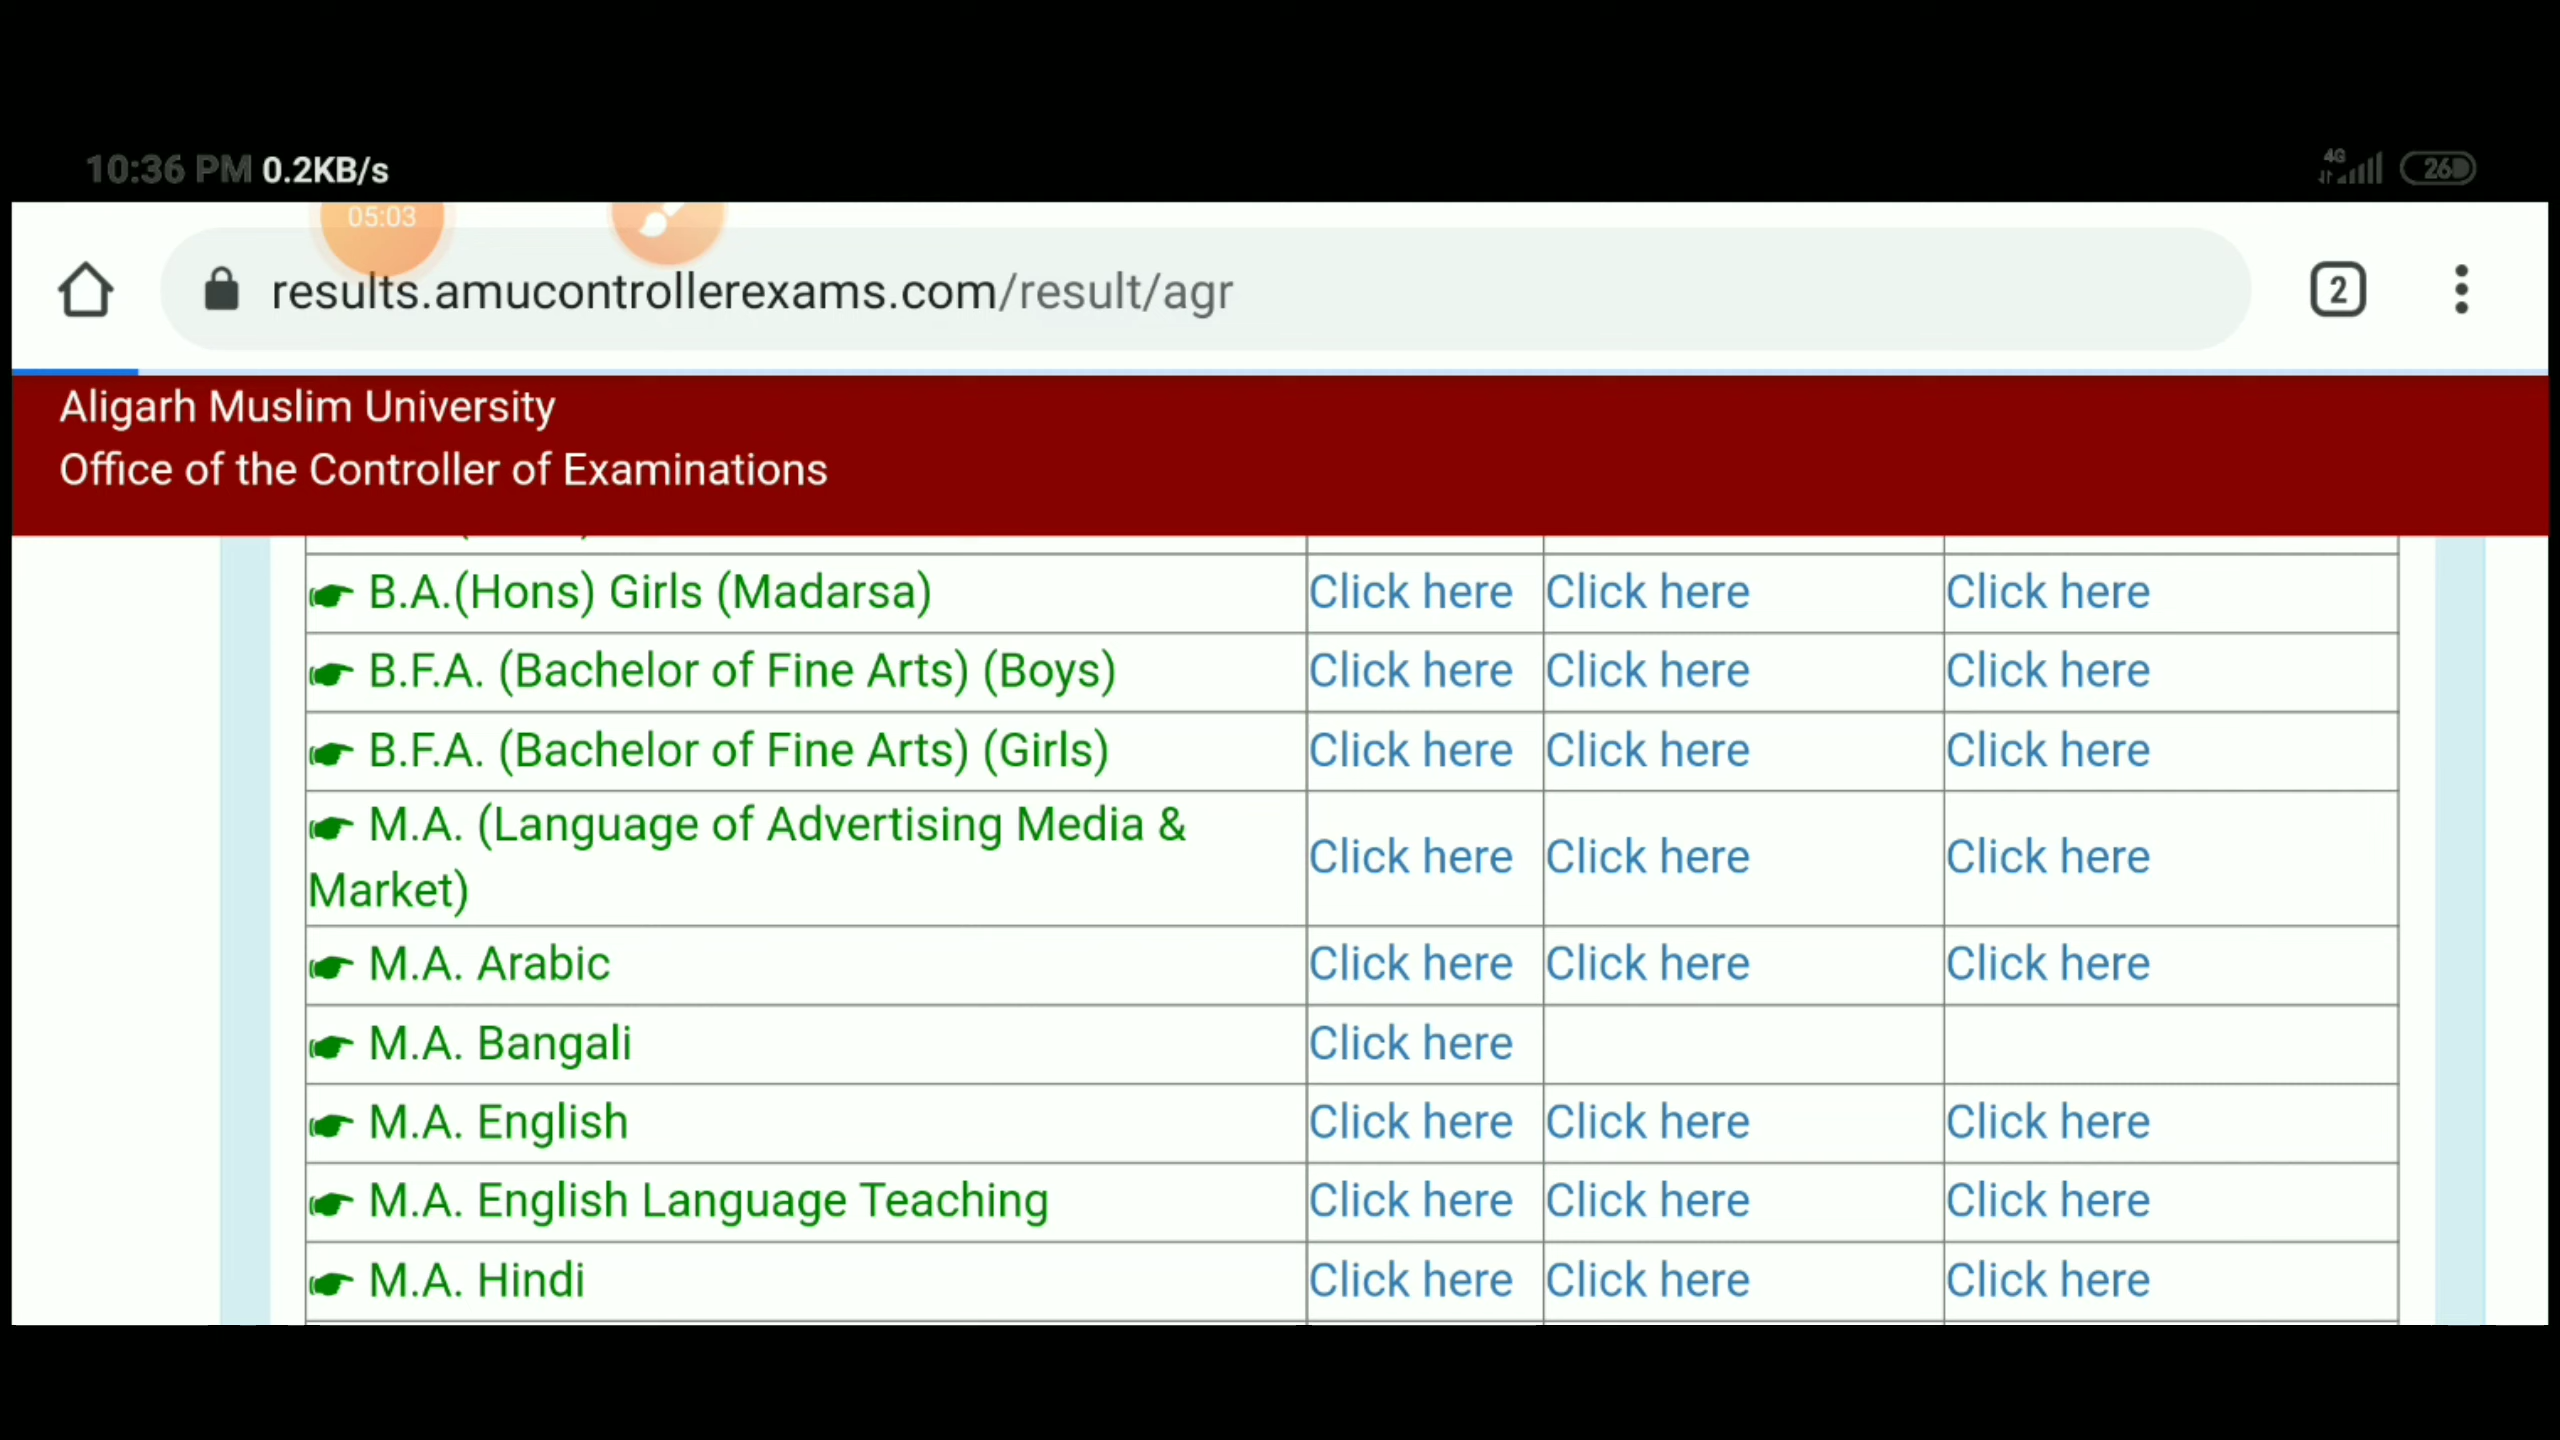 10:36 PM 0.2KB/s 4G 26
05:03
results.amucontrollerexams.com/result/agr 2
Aligarh Muslim University
Office of the Controller of Examinations
B.A.(Hons) Girls (Madarsa) Click here Click here Click here
B.F.A. (Bachelor of Fine Arts) (Boys) Click here Click here Click here
B.F.A. (Bachelor of Fine Arts) (Girls) Click here Click here Click here
M.A. (Language of Advertising Media &
Market) Click here Click here Click here
M.A. Arabic Click here Click here Click here
M.A. Bangali Click here
M.A. English Click here Click here Click here
M.A. English Language Teaching Click here Click here Click here
M.A. Hindi Click here Click here Click here